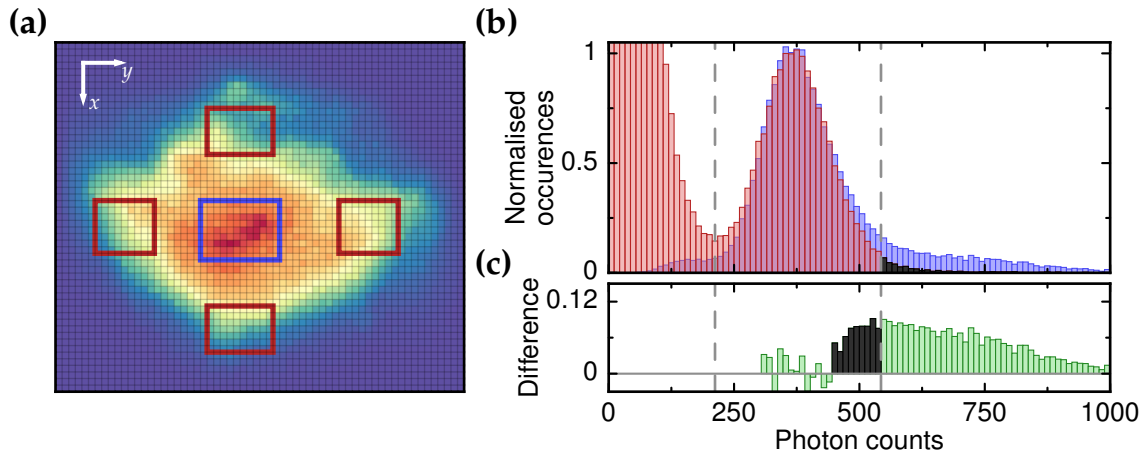 (a)
y
x
(b)
1
0.5
0
Normalised
occurences
(c)
0.12
0
Difference
0 250 500 750 1000
Photon counts